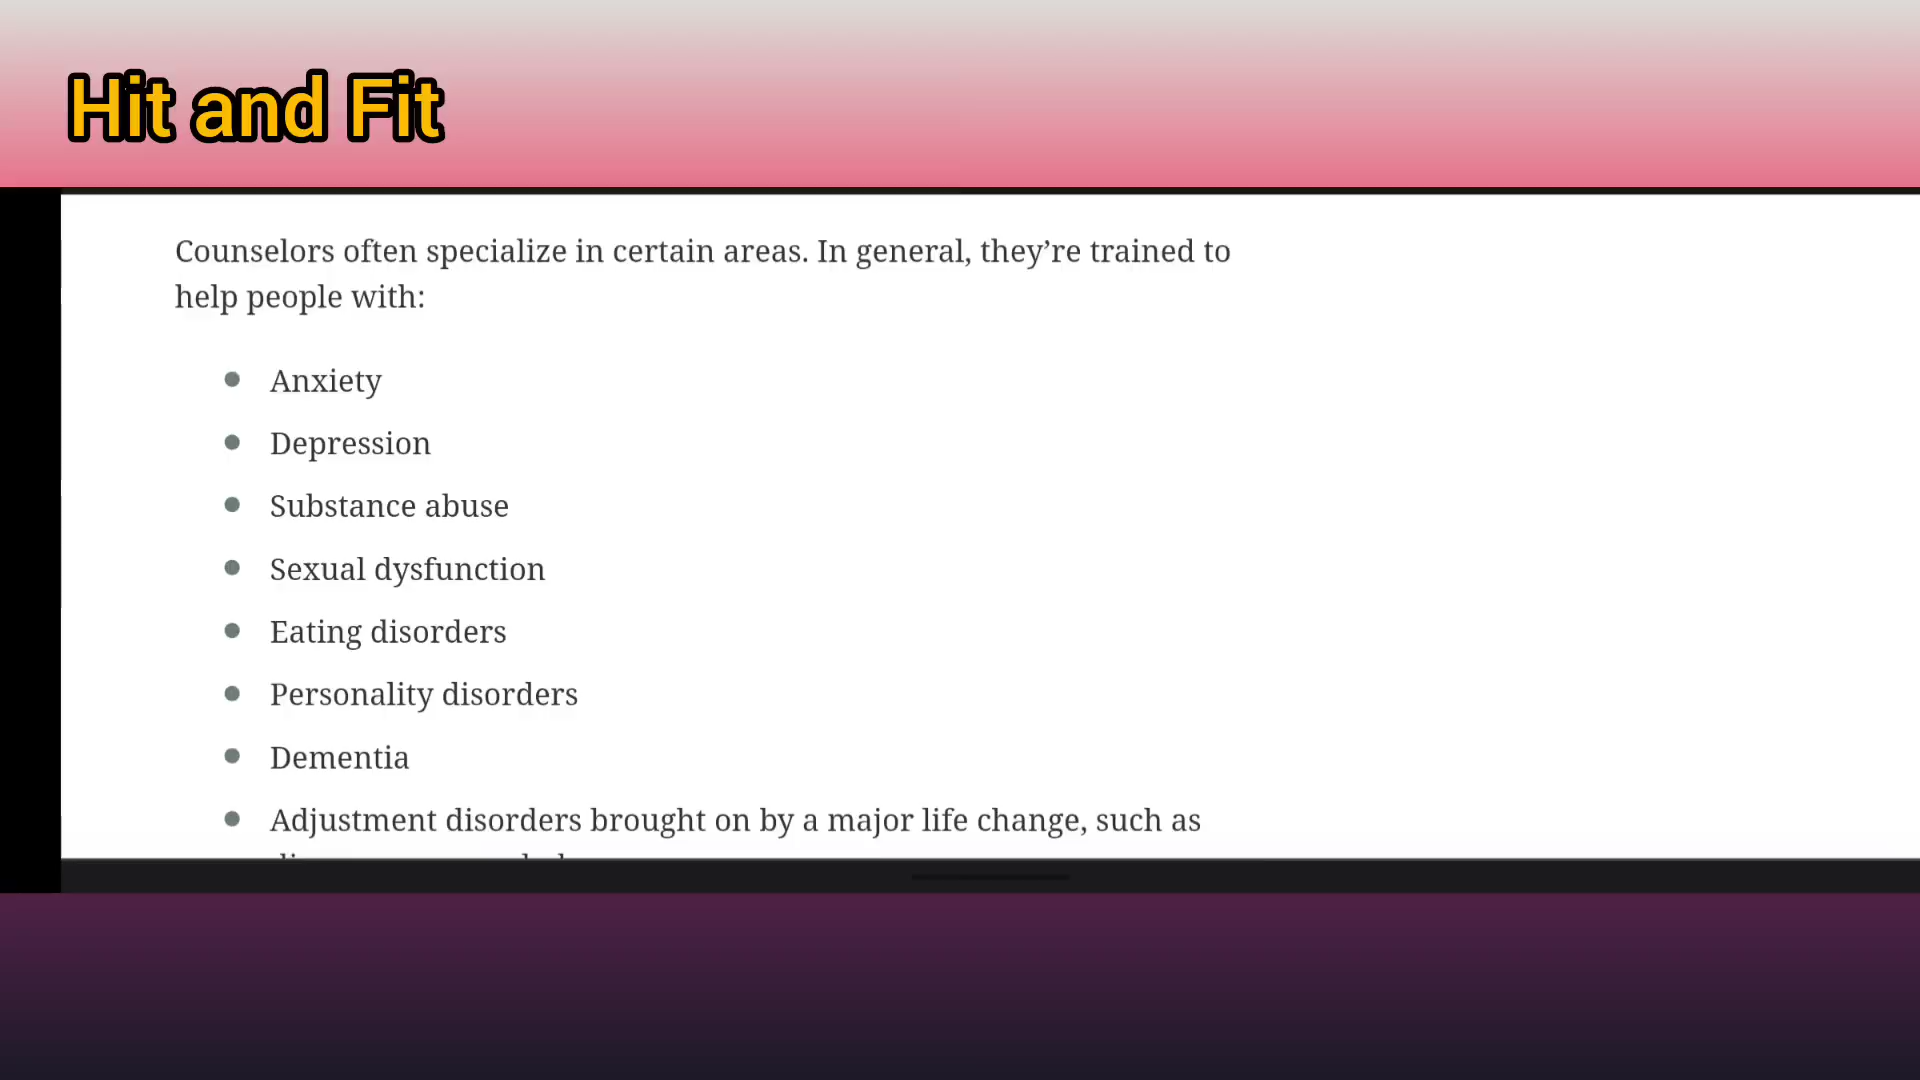 Hit and Fit
Counselors often specialize in certain areas. In general, they’re trained to
help people with:
Anxiety
Depression
Substance abuse
Sexual dysfunction
Eating disorders
Personality disorders
Dementia
Adjustment disorders brought on by a major life change, such as